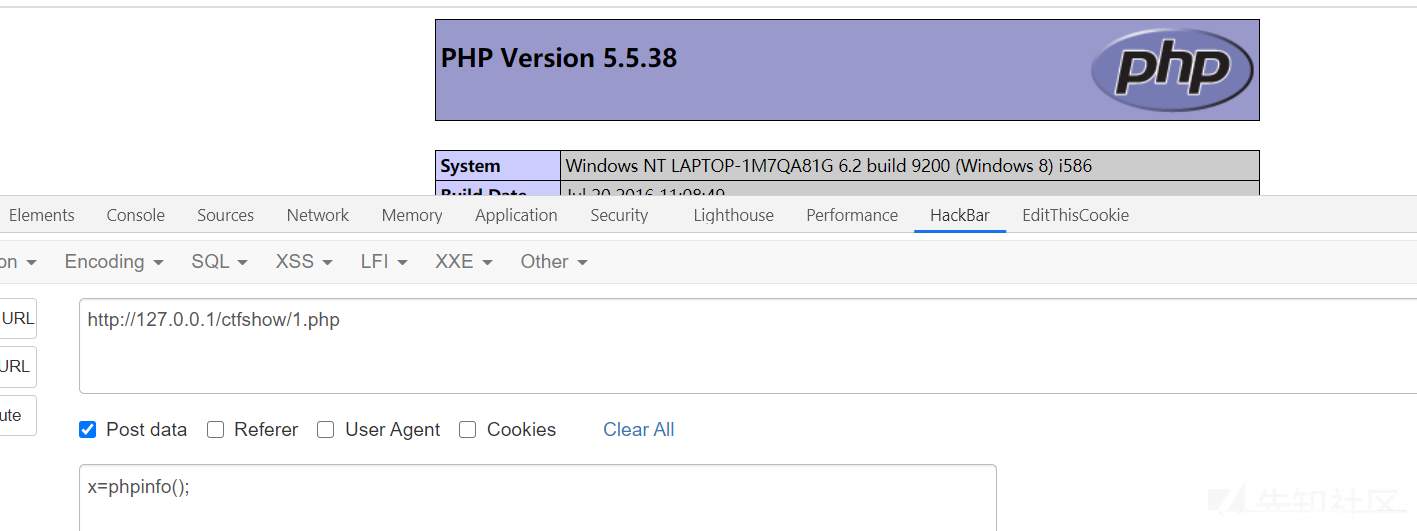 PHP Version 5.5.38
php
System Windows NT LAPTOP-1M7QA81G 6.2 build 9200 (Windows 8) i586
Build Date Jul 20 2016 11:08:49
Elements Console Sources Network Memory Application Security Lighthouse Performance HackBar EditThisCookie
on Encoding SQL XSS LFI XXE Other
URL
http://127.0.0.1/ctfshow/1.php
URL
ute
Post data Referer User Agent Cookies Clear All
x=phpinfo();
先知社区